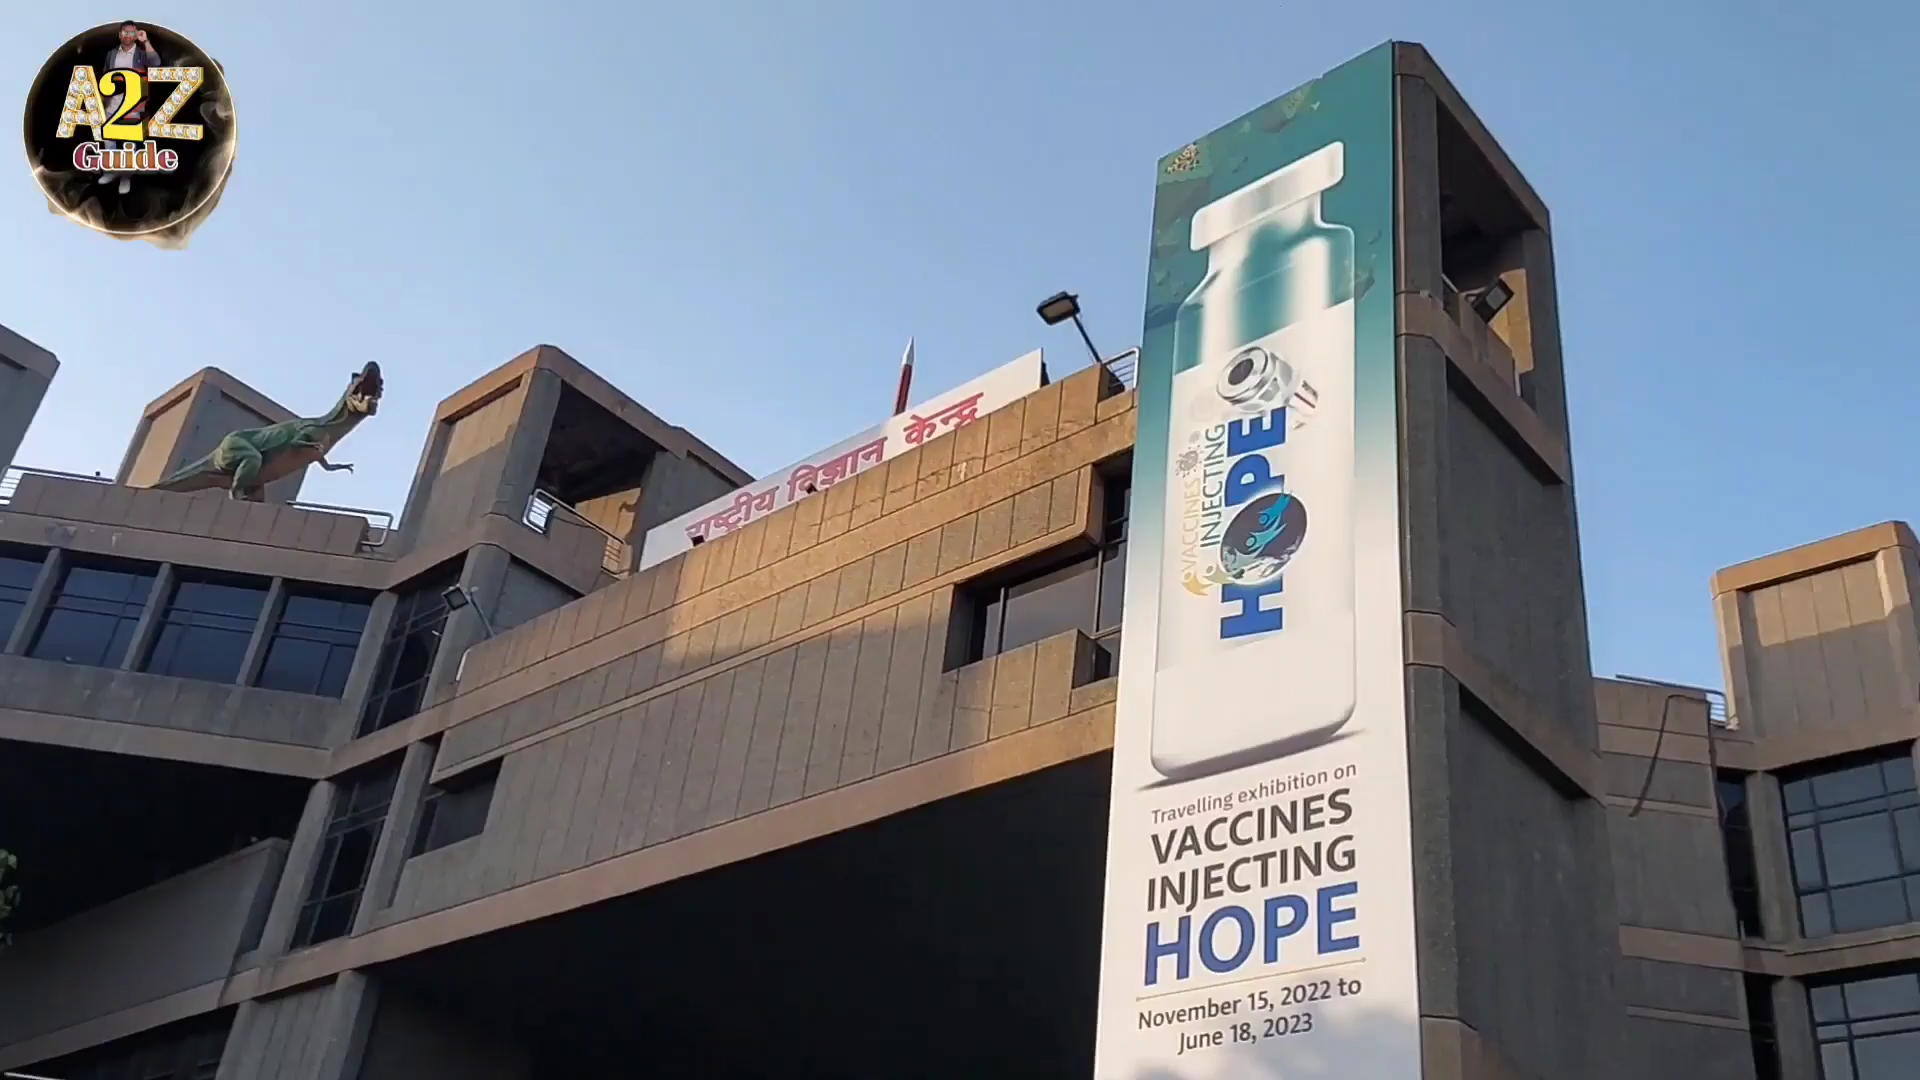 A2Z
Guide
राष्ट्रीय विज्ञान केन्द्र
VACCINES
INJECTING
HOPE
Travelling exhibition on
VACCINES
INJECTING
HOPE
November 15, 2022 to
June 18, 2023